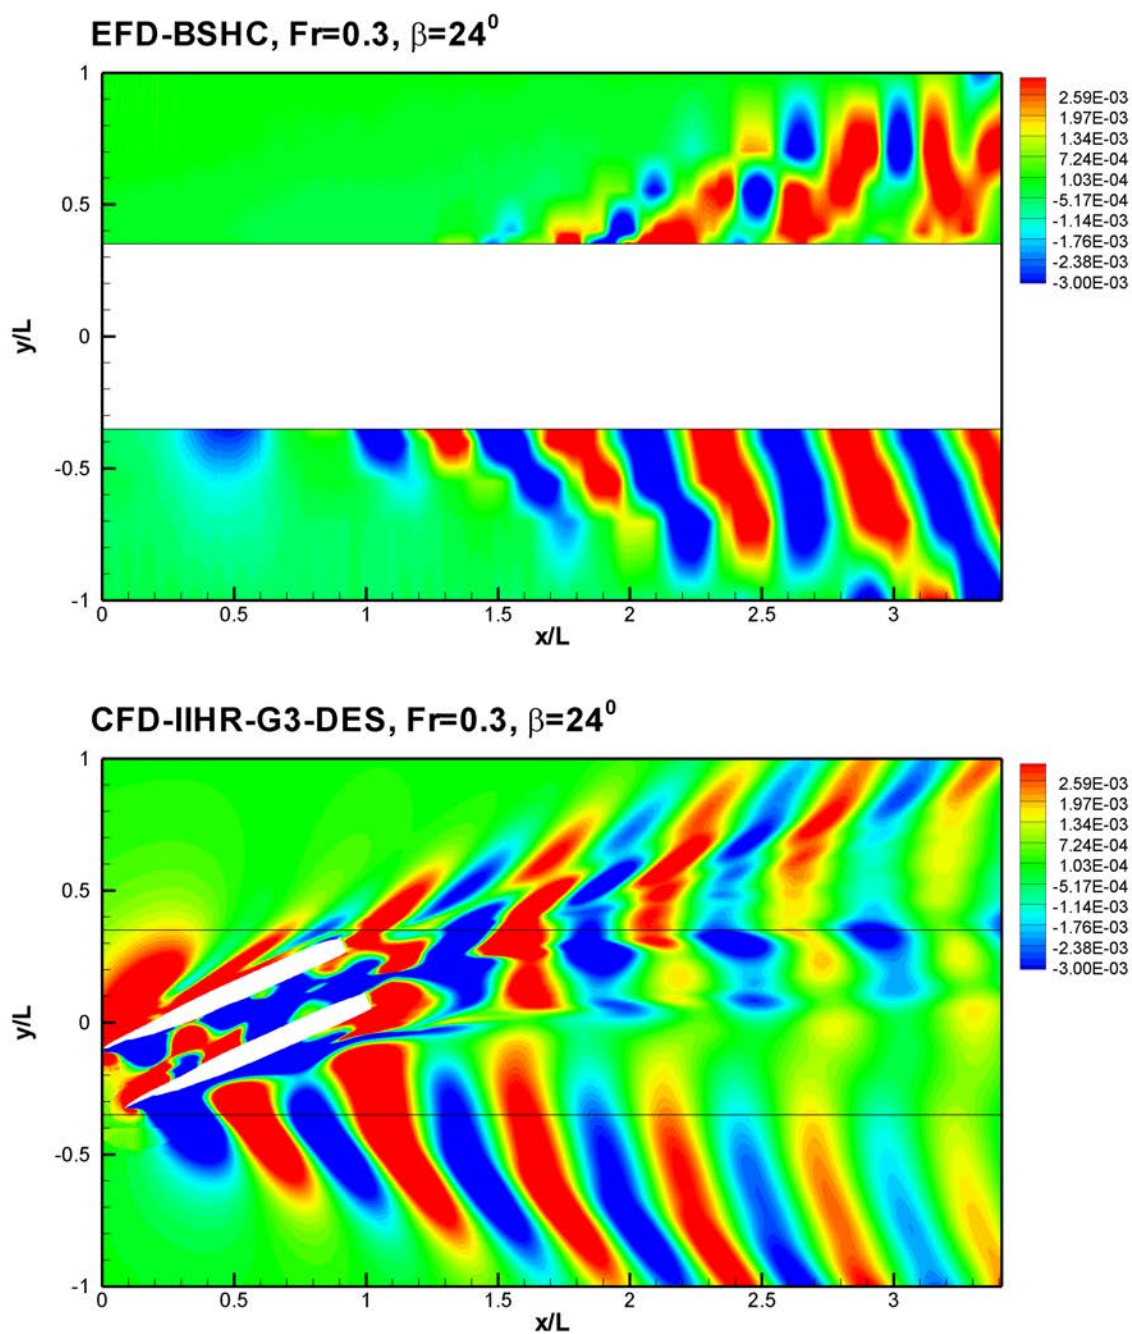 EFD-BSHC, Fr=0.3, β=24⁰
1
0.5
0
-0.5
-1
y/L
0 0.5 1 1.5 2 2.5 3
x/L
2.59E-03
1.97E-03
1.34E-03
7.24E-04
1.03E-04
-5.17E-04
-1.14E-03
-1.76E-03
-2.38E-03
-3.00E-03
CFD-IIHR-G3-DES, Fr=0.3, β=24⁰
1
0.5
0
-0.5
-1
y/L
0 0.5 1 1.5 2 2.5 3
x/L
2.59E-03
1.97E-03
1.34E-03
7.24E-04
1.03E-04
-5.17E-04
-1.14E-03
-1.76E-03
-2.38E-03
-3.00E-03